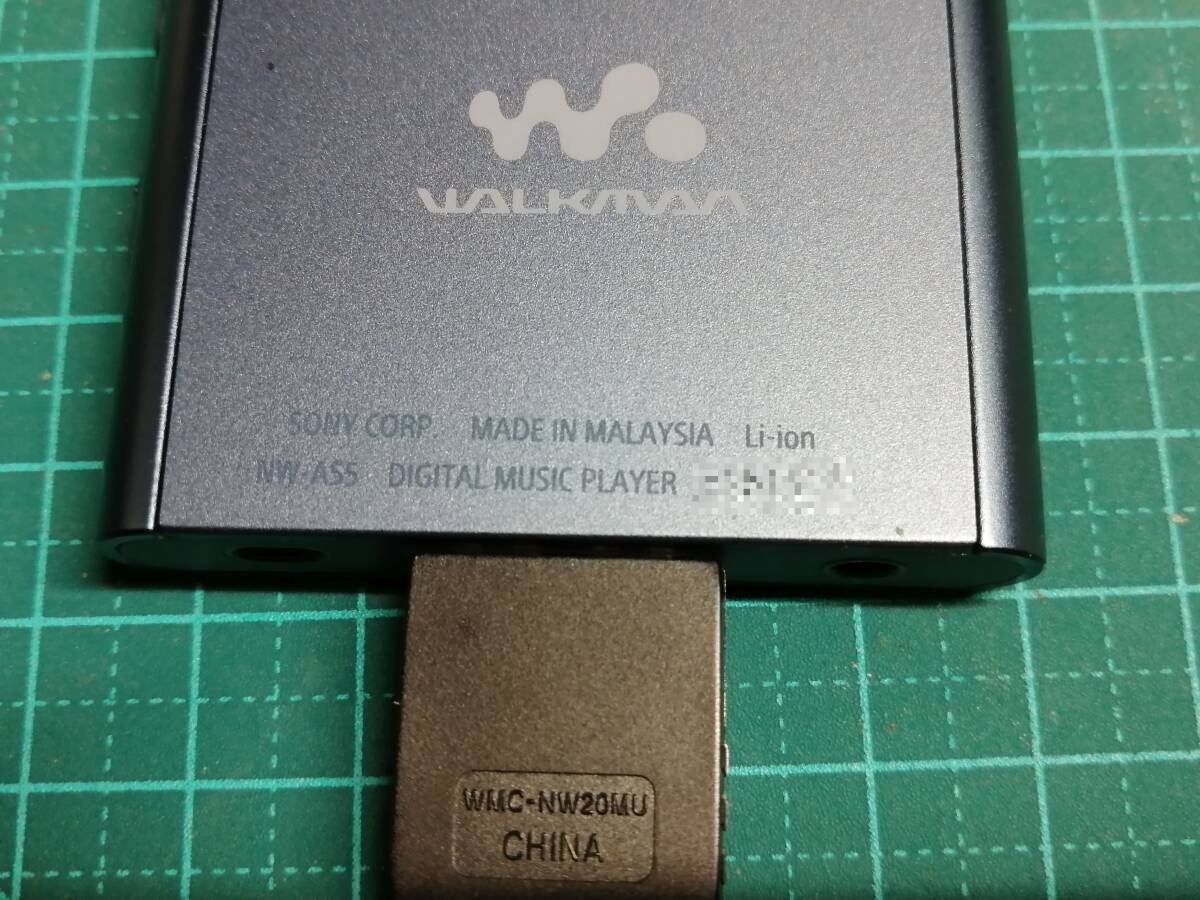 WALKMAN
SONY CORP. MADE IN MALAYSIA Li-ion
NW-A55 DIGITAL MUSIC PLAYER
WMC-NW20MU
CHINA